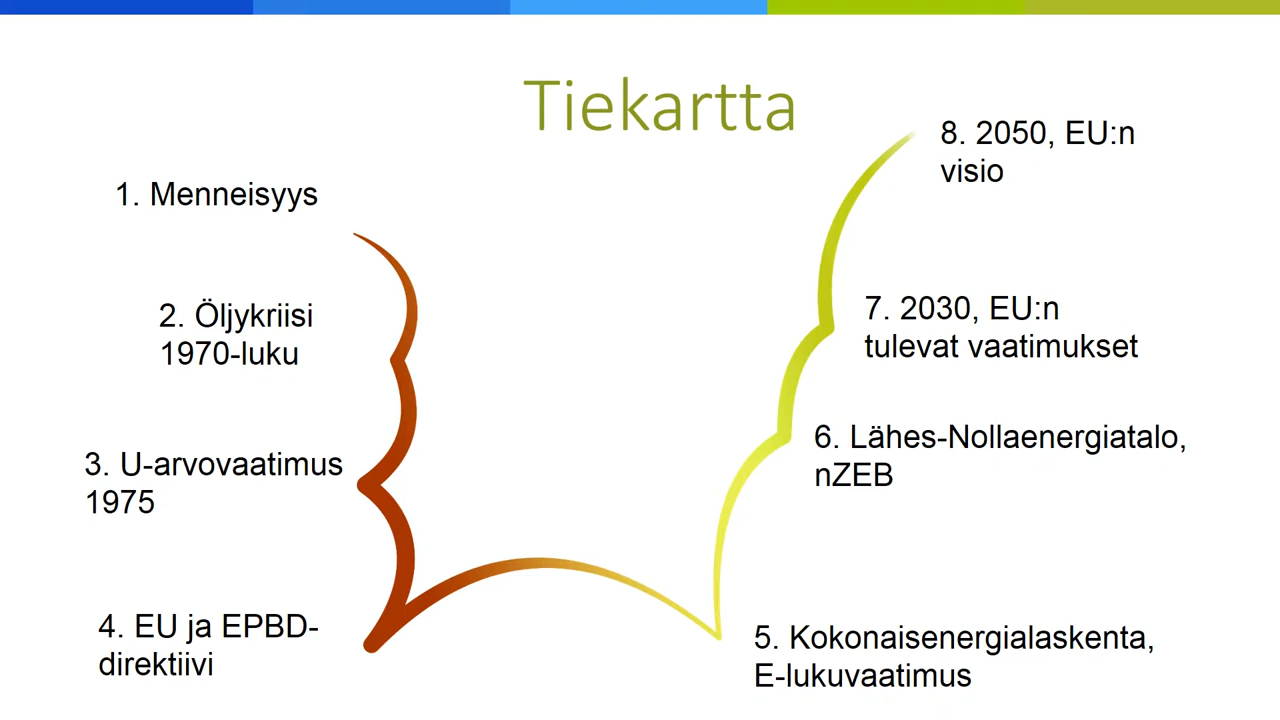 Tiekartta
1. Menneisyys
2. Öljykriisi
1970-luku
3. U-arvovaatimus
1975
4. EU ja EPBD-
direktiivi
5. Kokonaisenergialaskenta,
E-lukuvaatimus
6. Lähes-Nollaenergiatalo,
nZEB
7. 2030, EU:n
tulevat vaatimukset
8. 2050, EU:n
visio